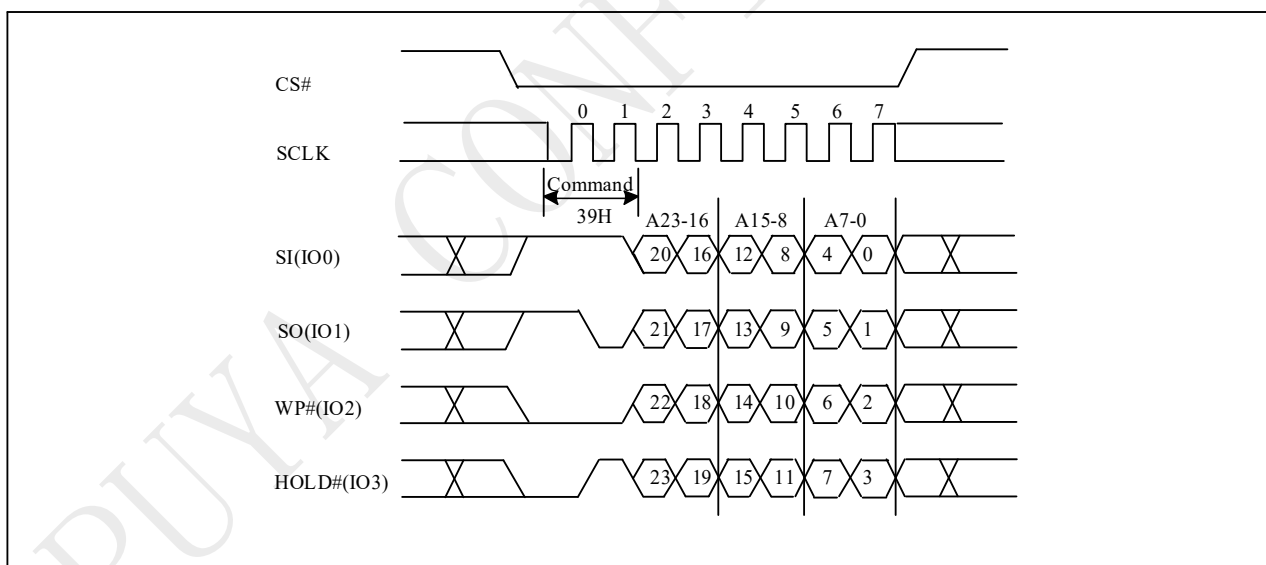 PUYA CONF
CS#
0 1 2 3 4 5 6 7
SCLK
Command
39H
A23-16 A15-8 A7-0
SI(IO0) 20 16 12 8 4 0
SO(IO1) 21 17 13 9 5 1
WP#(IO2) 22 18 14 10 6 2
HOLD#(IO3) 23 19 15 11 7 3